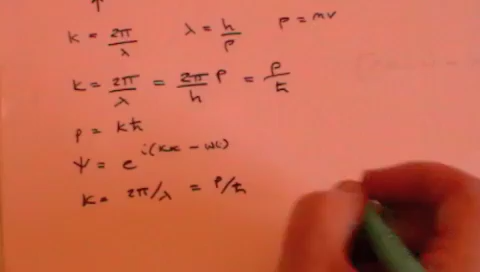 k = 2π/λ λ = h/p p = mv
k = 2π/λ = 2π/h p = p/ħ
p = kħ
ψ = e^i(kx - ωt)
k = 2π/λ = p/ħ